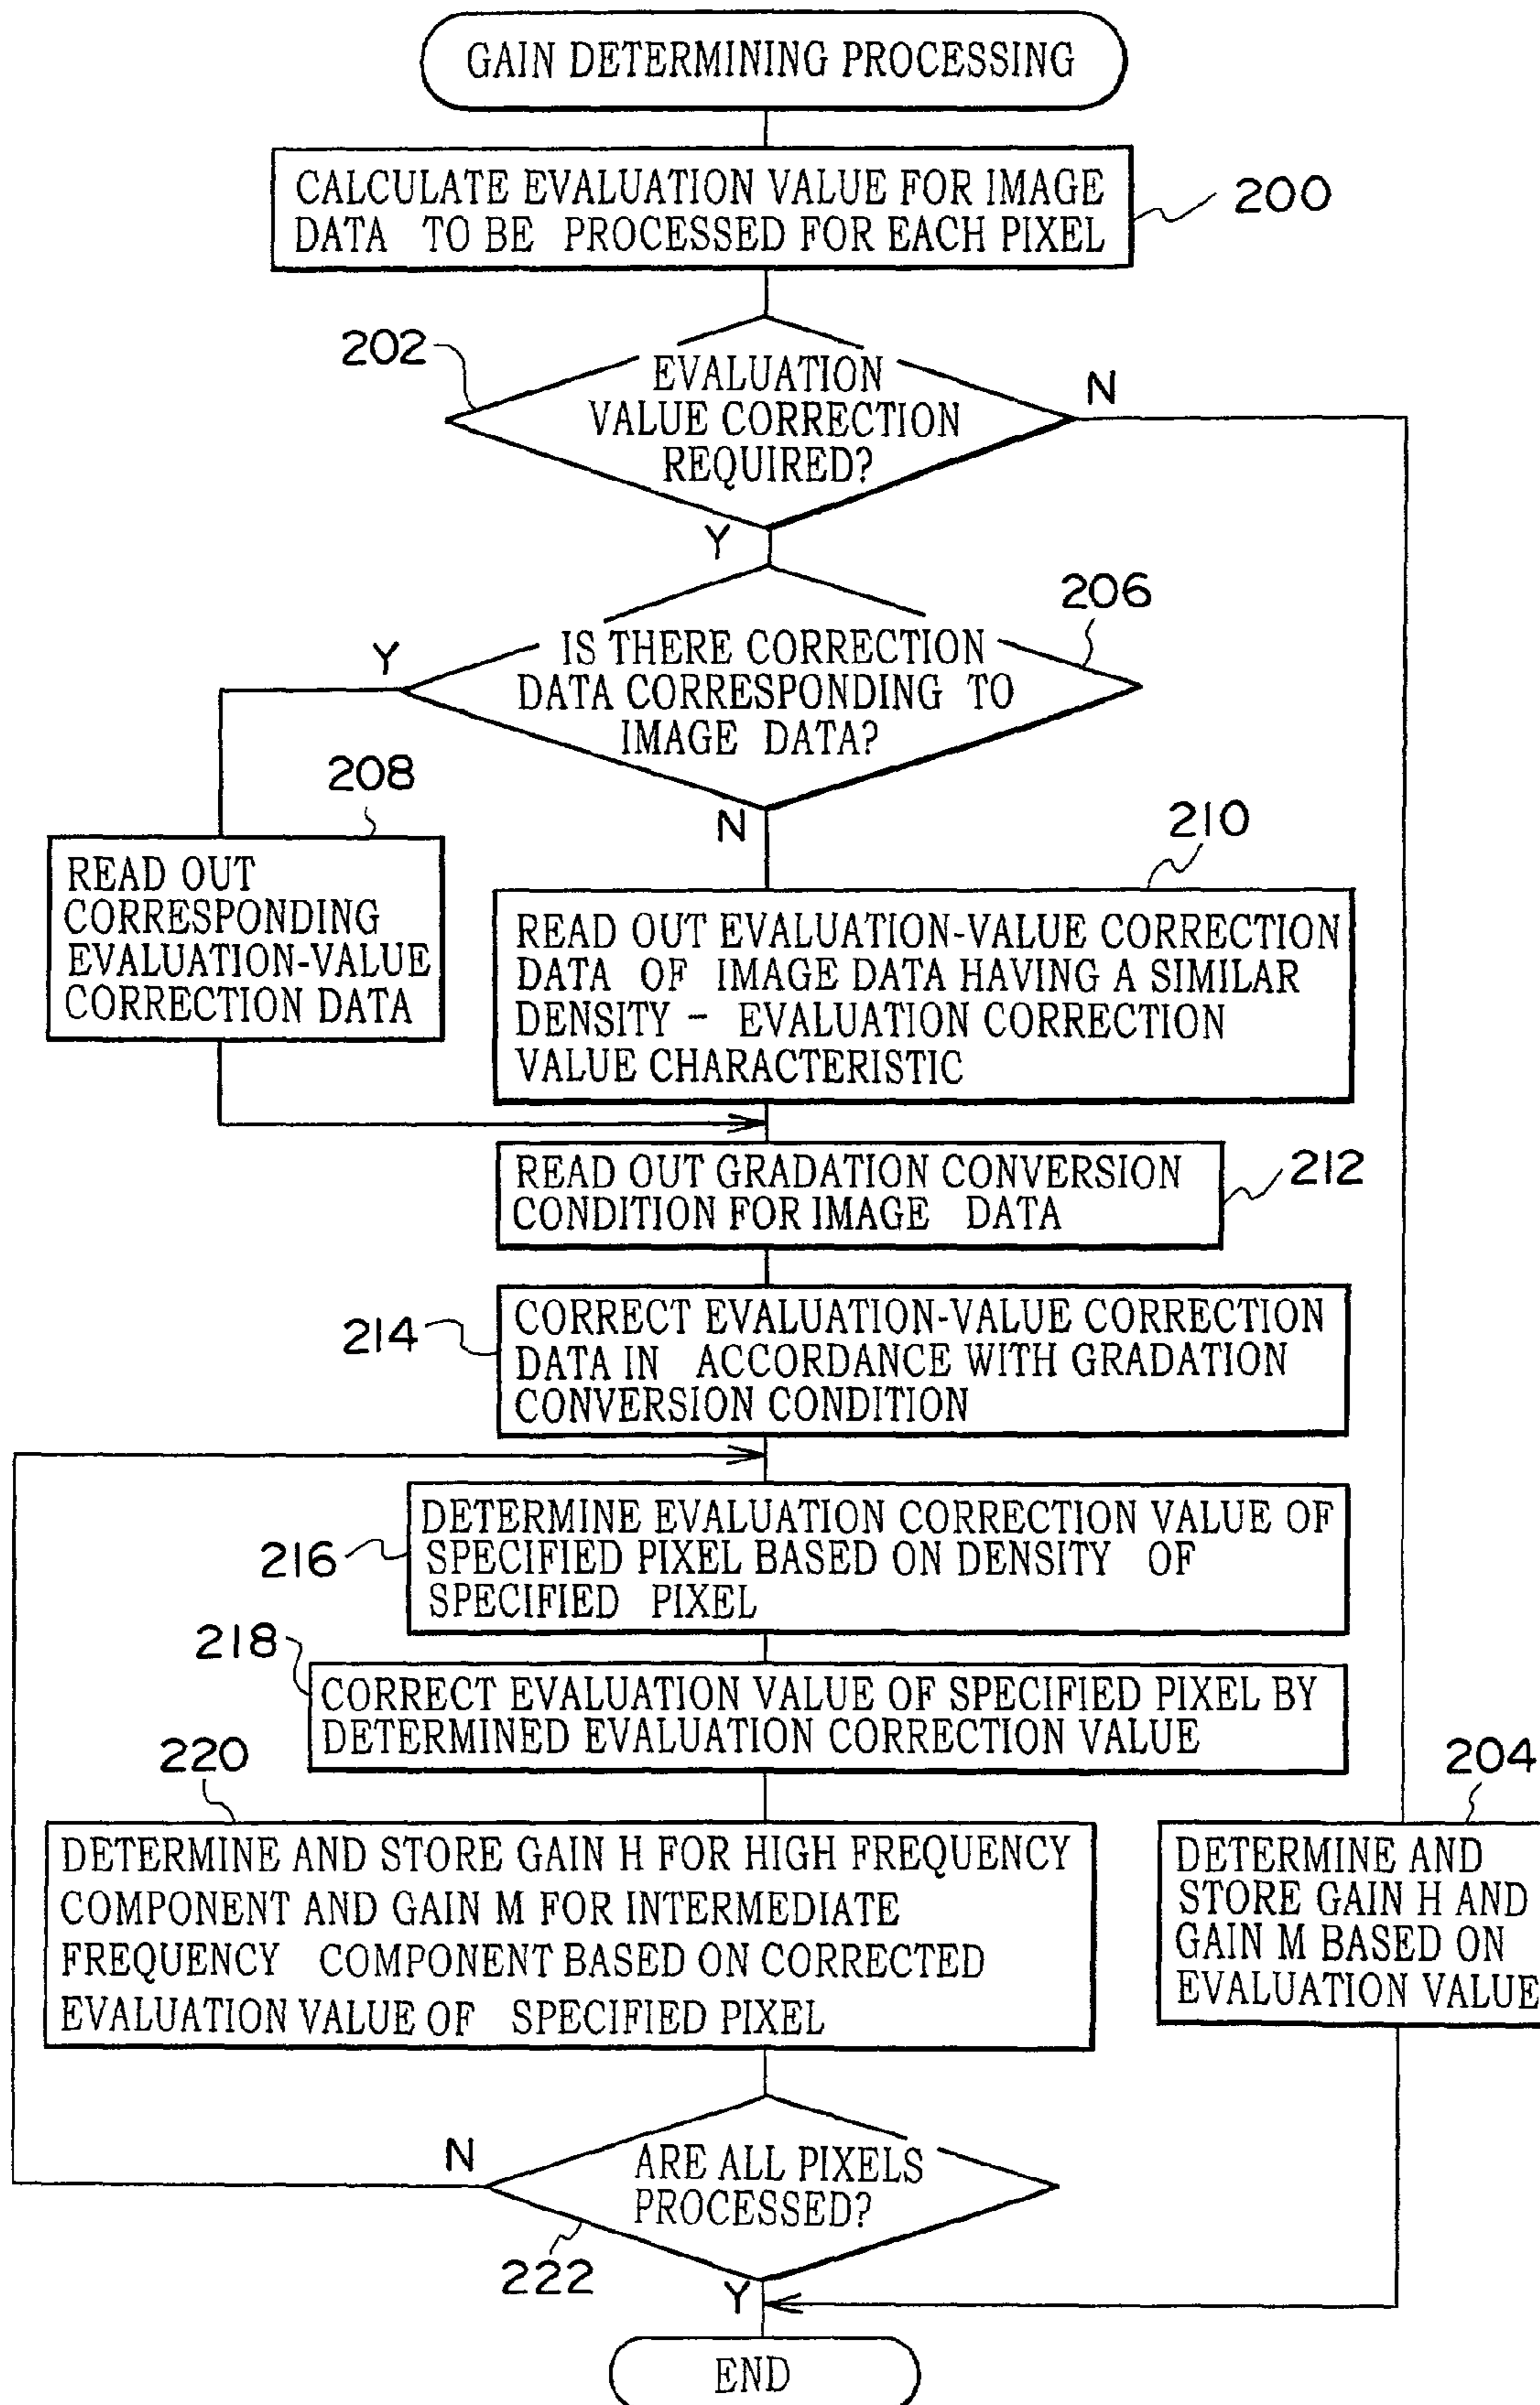 GAIN DETERMINING PROCESSING
CALCULATE EVALUATION VALUE FOR IMAGE
DATA TO BE PROCESSED FOR EACH PIXEL
200
202
EVALUATION
VALUE CORRECTION
REQUIRED?
N
Y
206
IS THERE CORRECTION
DATA CORRESPONDING TO
IMAGE DATA?
Y
N
208
READ OUT
CORRESPONDING
EVALUATION-VALUE
CORRECTION DATA
210
READ OUT EVALUATION-VALUE CORRECTION
DATA OF IMAGE DATA HAVING A SIMILAR
DENSITY - EVALUATION CORRECTION
VALUE CHARACTERISTIC
READ OUT GRADATION CONVERSION
CONDITION FOR IMAGE DATA
212
214
CORRECT EVALUATION-VALUE CORRECTION
DATA IN ACCORDANCE WITH GRADATION
CONVERSION CONDITION
216
DETERMINE EVALUATION CORRECTION VALUE OF
SPECIFIED PIXEL BASED ON DENSITY OF
SPECIFIED PIXEL
218
CORRECT EVALUATION VALUE OF SPECIFIED PIXEL BY
DETERMINED EVALUATION CORRECTION VALUE
220
DETERMINE AND STORE GAIN H FOR HIGH FREQUENCY
COMPONENT AND GAIN M FOR INTERMEDIATE
FREQUENCY COMPONENT BASED ON CORRECTED
EVALUATION VALUE OF SPECIFIED PIXEL
204
DETERMINE AND
STORE GAIN H AND
GAIN M BASED ON
EVALUATION VALUE
N
ARE ALL PIXELS
PROCESSED?
222
Y
END